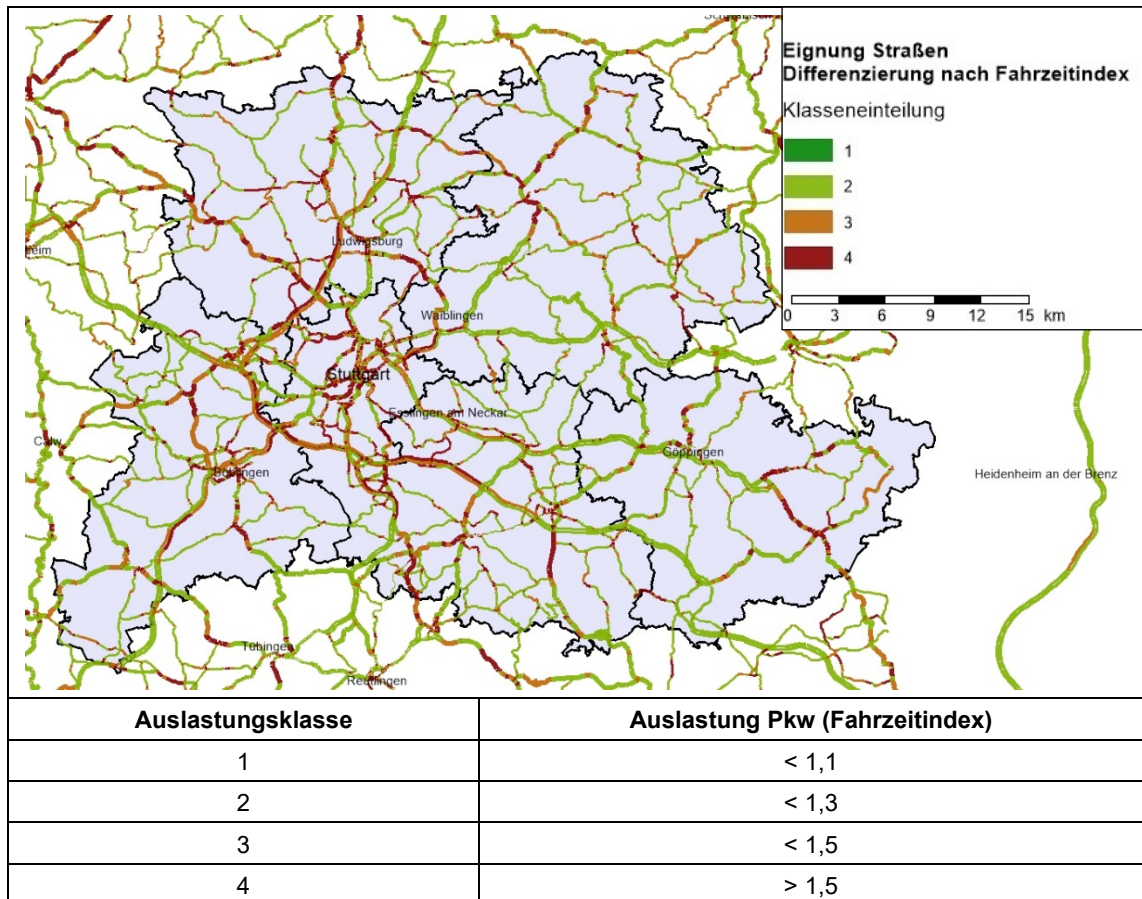 Eignung Straßen
Differenzierung nach Fahrzeitindex
Klasseneinteilung
1
2
3
4
0 3 6 9 12 15 km
Ludwigsburg
eim
Waiblingen
Stuttgart
Esslingen am Neckar
Calw
Böblingen
Göppingen
Heidenheim an der Brenz
Tübingen
Reutlingen
Auslastungsklasse Auslastung Pkw (Fahrzeitindex)
1 < 1,1
2 < 1,3
3 < 1,5
4 > 1,5